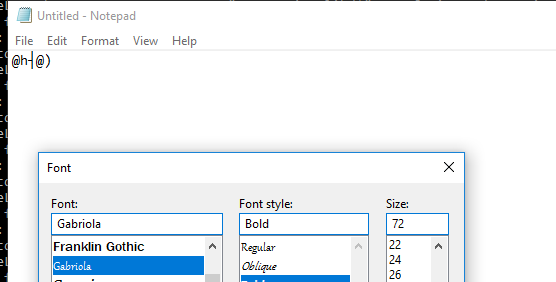 Untitled - Notepad
File Edit Format View Help
@h-|@)
Font
Font: Font style: Size:
Gabriola Bold 72
Franklin Gothic Regular 22
Gabriola Oblique 24
26